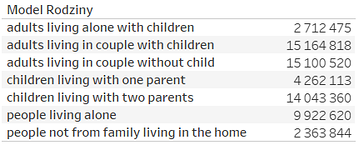 Model Rodziny
adults living alone with children 2 712 475
adults living in couple with children 15 164 818
adults living in couple without child 15 100 520
children living with one parent 4 262 113
children living with two parents 14 043 360
people living alone 9 922 620
people not from family living in the home 2 363 844